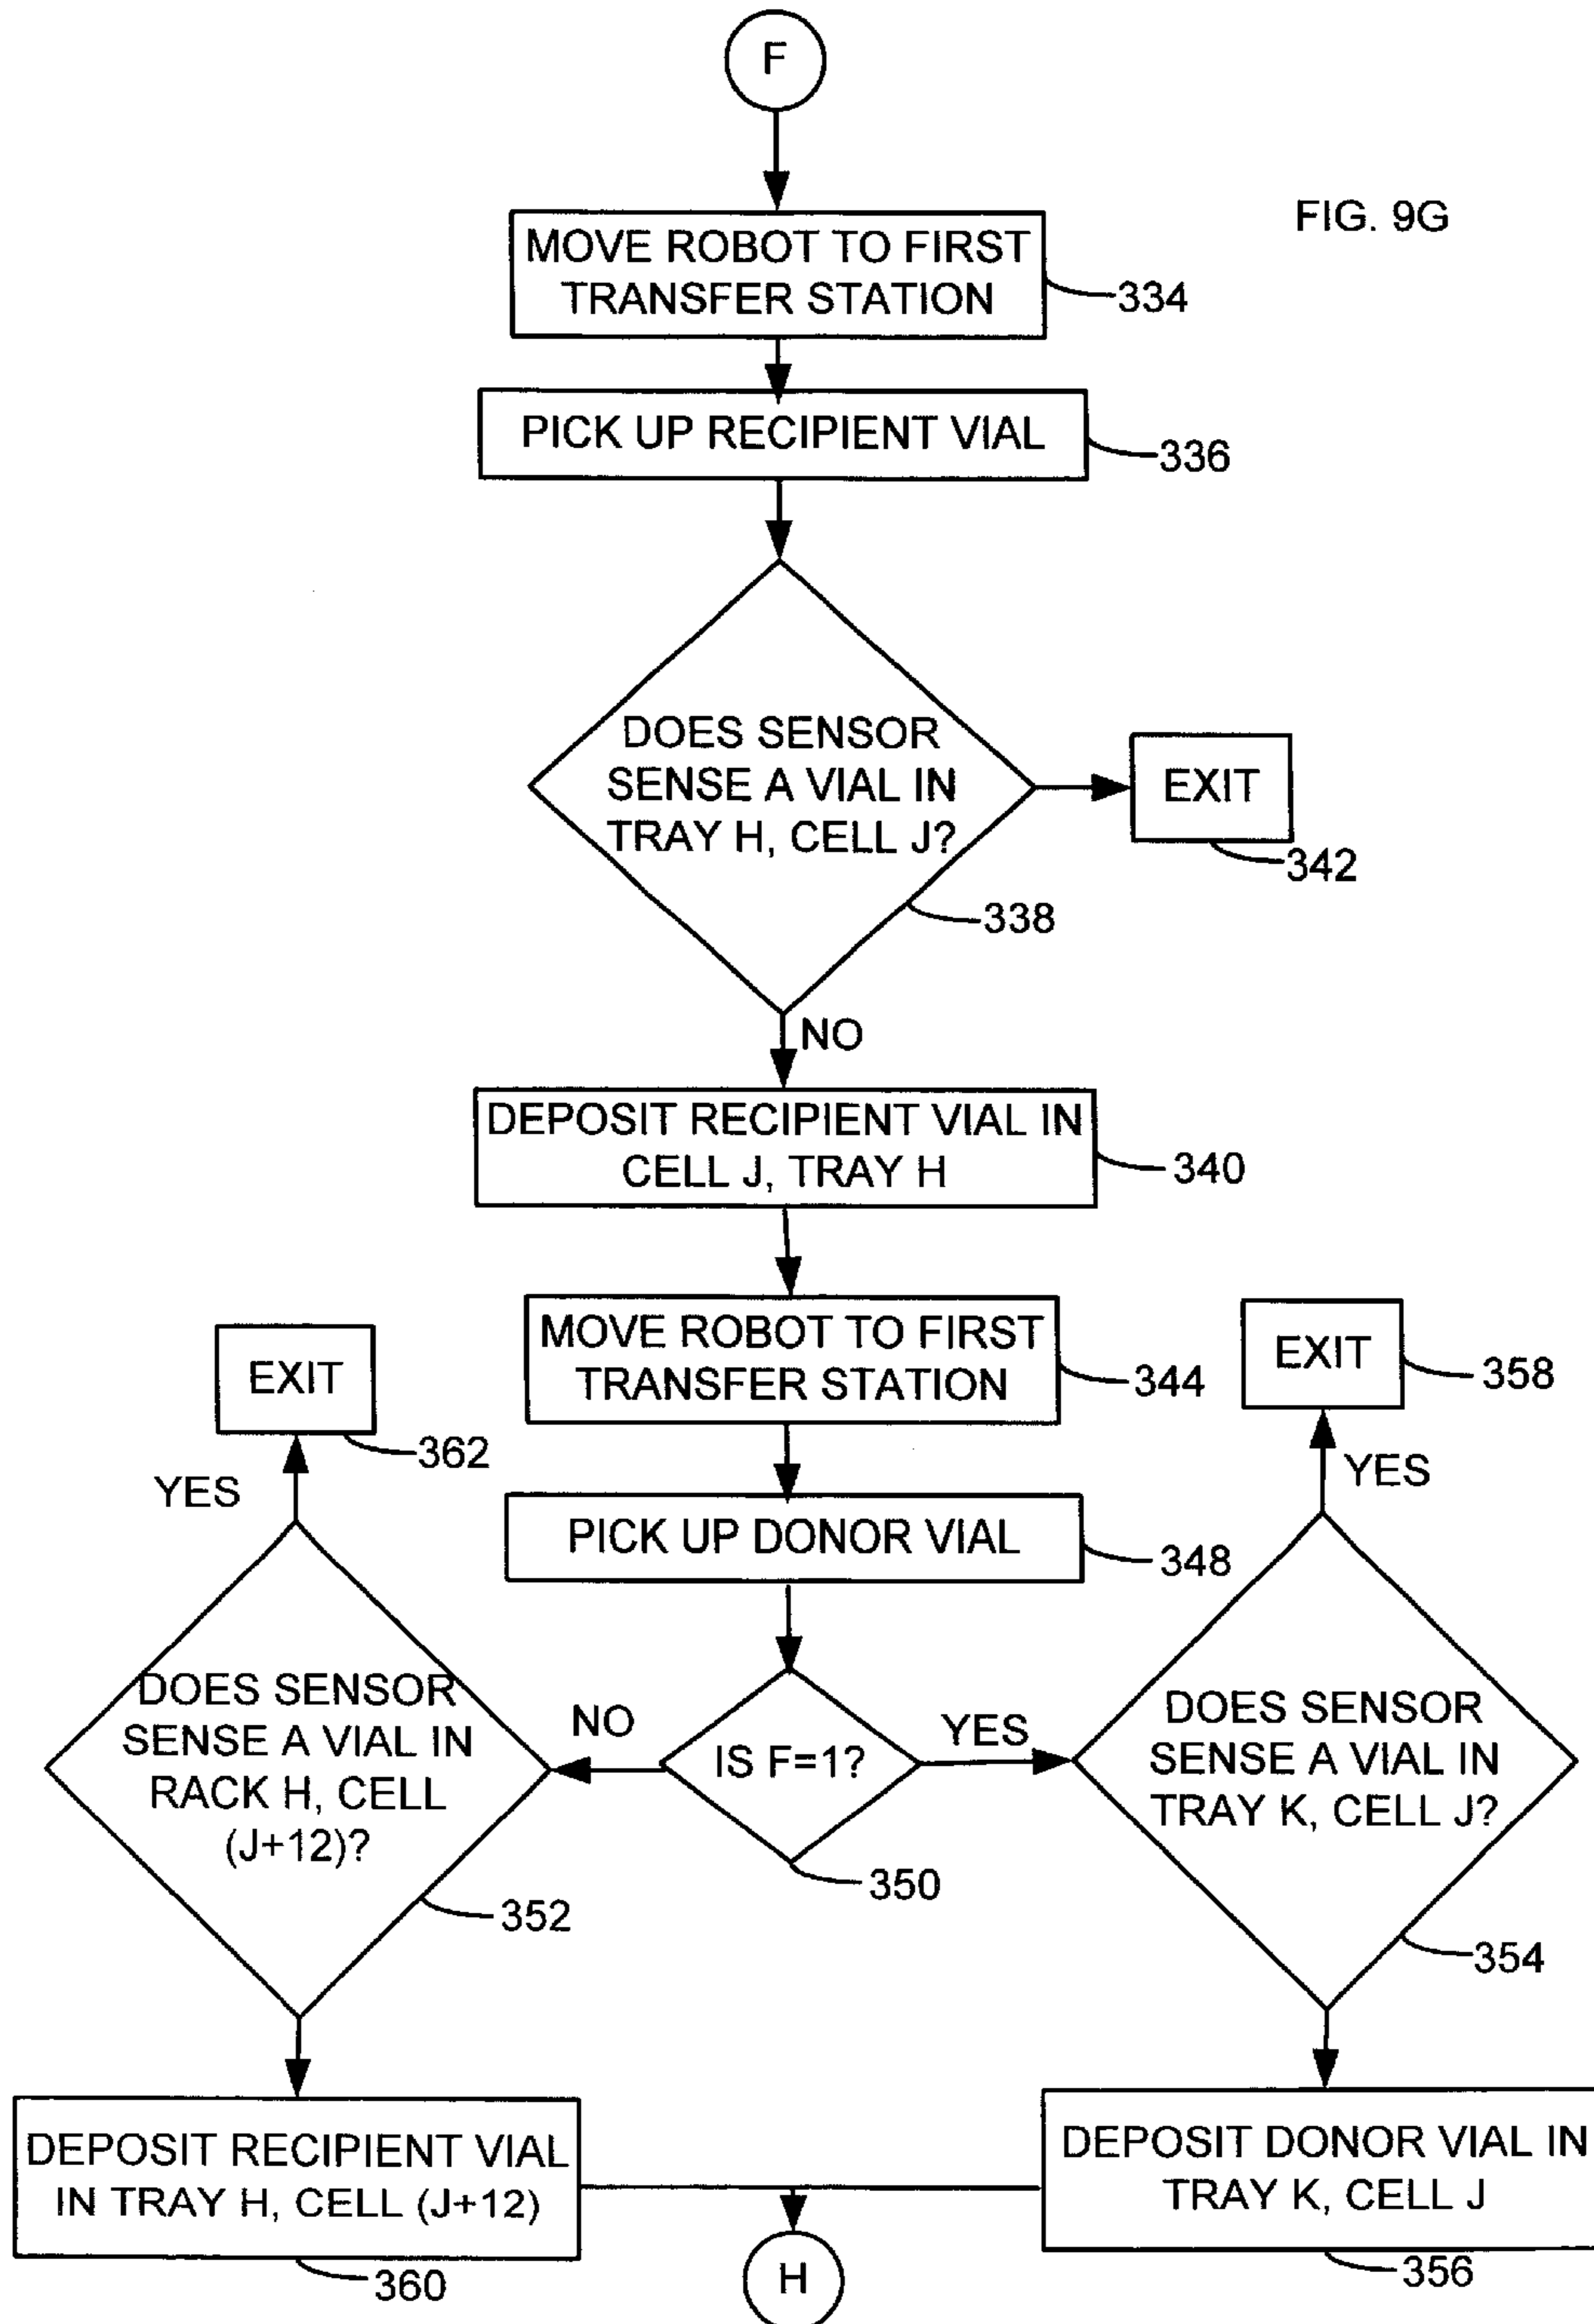 F
FIG. 9G
MOVE ROBOT TO FIRST
TRANSFER STATION
334
PICK UP RECIPIENT VIAL
336
DOES SENSOR
SENSE A VIAL IN
TRAY H, CELL J?
338
EXIT
342
NO
DEPOSIT RECIPIENT VIAL IN
CELL J, TRAY H
340
MOVE ROBOT TO FIRST
TRANSFER STATION
344
EXIT
362
YES
EXIT
358
YES
PICK UP DONOR VIAL
348
DOES SENSOR
SENSE A VIAL IN
RACK H, CELL
(J+12)?
352
NO
IS F=1?
350
YES
DOES SENSOR
SENSE A VIAL IN
TRAY K, CELL J?
354
DEPOSIT RECIPIENT VIAL
IN TRAY H, CELL (J+12)
360
DEPOSIT DONOR VIAL IN
TRAY K, CELL J
356
H